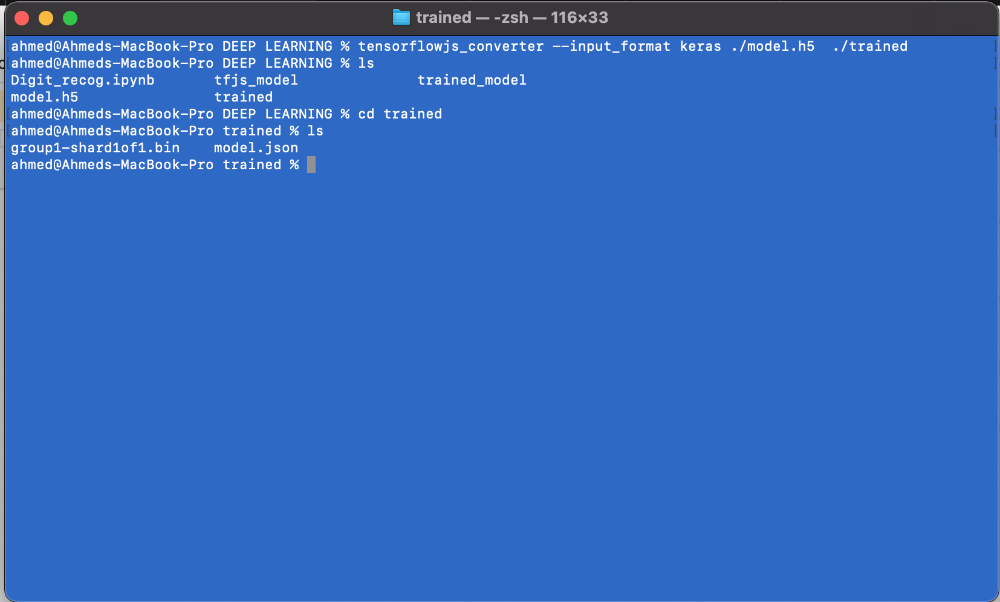 trained — -zsh — 116×33
[ahmed@Ahmeds-MacBook-Pro DEEP LEARNING % tensorflowjs_converter --input_format keras ./model.h5  ./trained ]
[ahmed@Ahmeds-MacBook-Pro DEEP LEARNING % ls ]
Digit_recog.ipynb tfjs_model trained_model
model.h5 trained
[ahmed@Ahmeds-MacBook-Pro DEEP LEARNING % cd trained ]
[ahmed@Ahmeds-MacBook-Pro trained % ls ]
group1-shard1of1.bin model.json
ahmed@Ahmeds-MacBook-Pro trained %